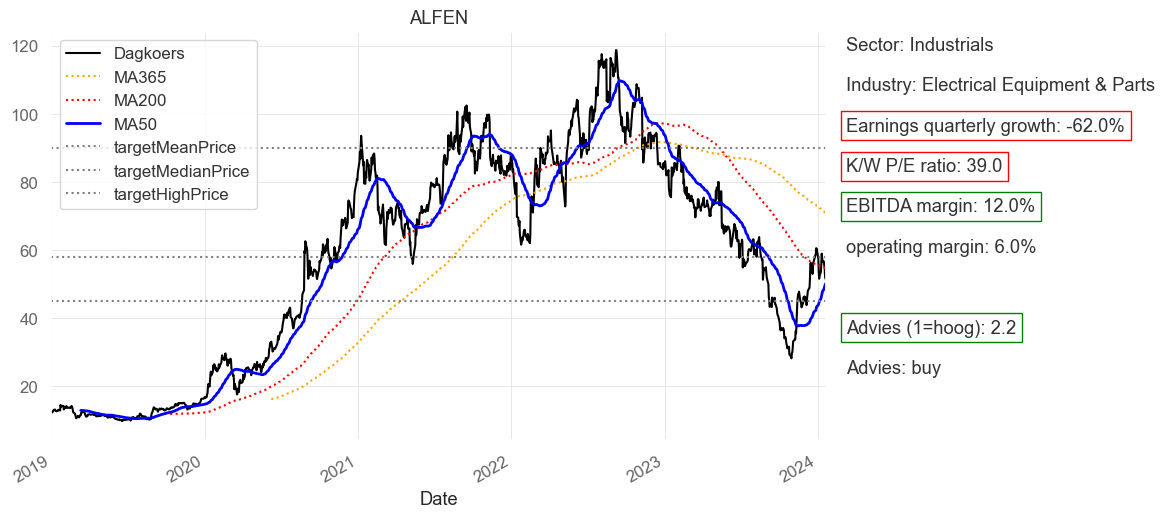 ALFEN
120
100
80
60
40
20
Dagkoers
MA365
MA200
MA50
targetMeanPrice
targetMedianPrice
targetHighPrice
2019
2020
2021
2022
2023
2024
Date
Sector: Industrials
Industry: Electrical Equipment & Parts
Earnings quarterly growth: -62.0%
K/W P/E ratio: 39.0
EBITDA margin: 12.0%
operating margin: 6.0%
Advies (1=hoog): 2.2
Advies: buy